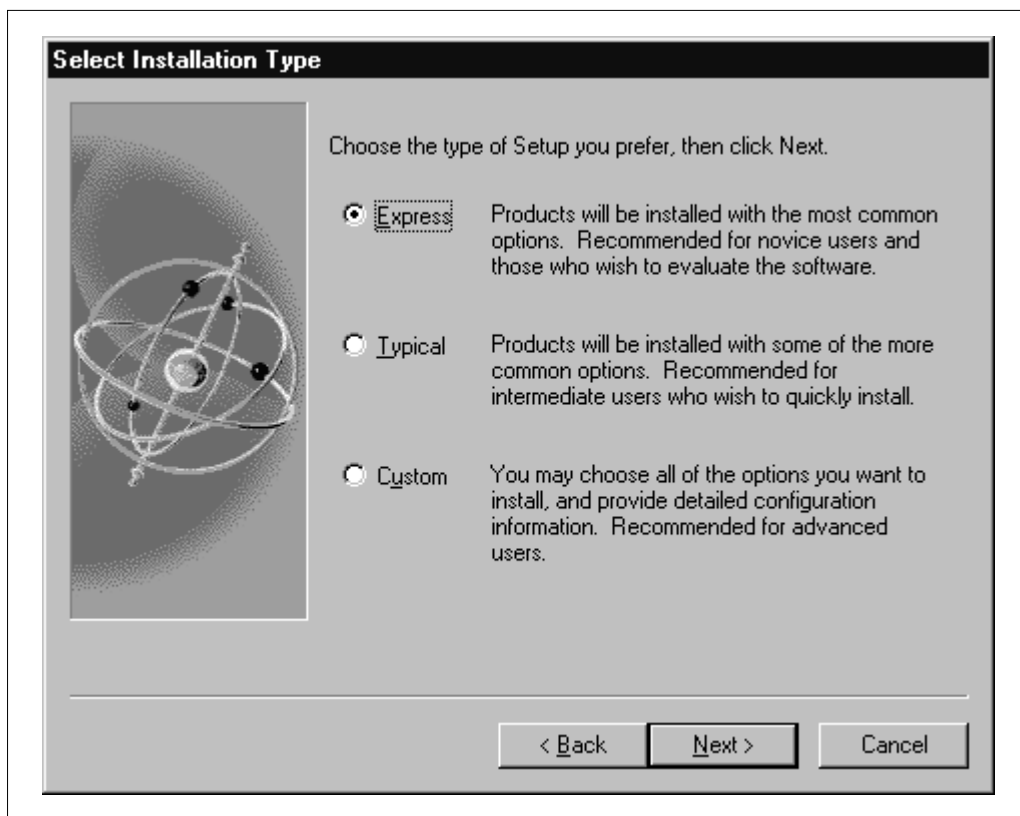 Select Installation Type
Choose the type of Setup you prefer, then click Next.
Express
Products will be installed with the most common
options.  Recommended for novice users and
those who wish to evaluate the software.
Typical
Products will be installed with some of the more
common options.  Recommended for
intermediate users who wish to quickly install.
Custom
You may choose all of the options you want to
install, and provide detailed configuration
information.  Recommended for advanced
users.
< Back
Next >
Cancel